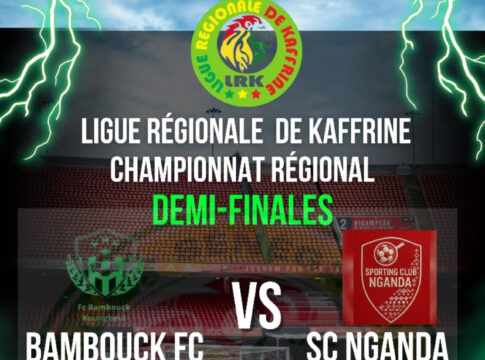 LIGUE RÉGIONALE DE KAFFRINE
LRK
LIGUE RÉGIONALE DE KAFFRINE
CHAMPIONNAT RÉGIONAL
DEMI-FINALES
Fc Bambouck
Koungheul
VS
SPORTING CLUB
NGANDA
BAMBOUCK FC
SC NGANDA